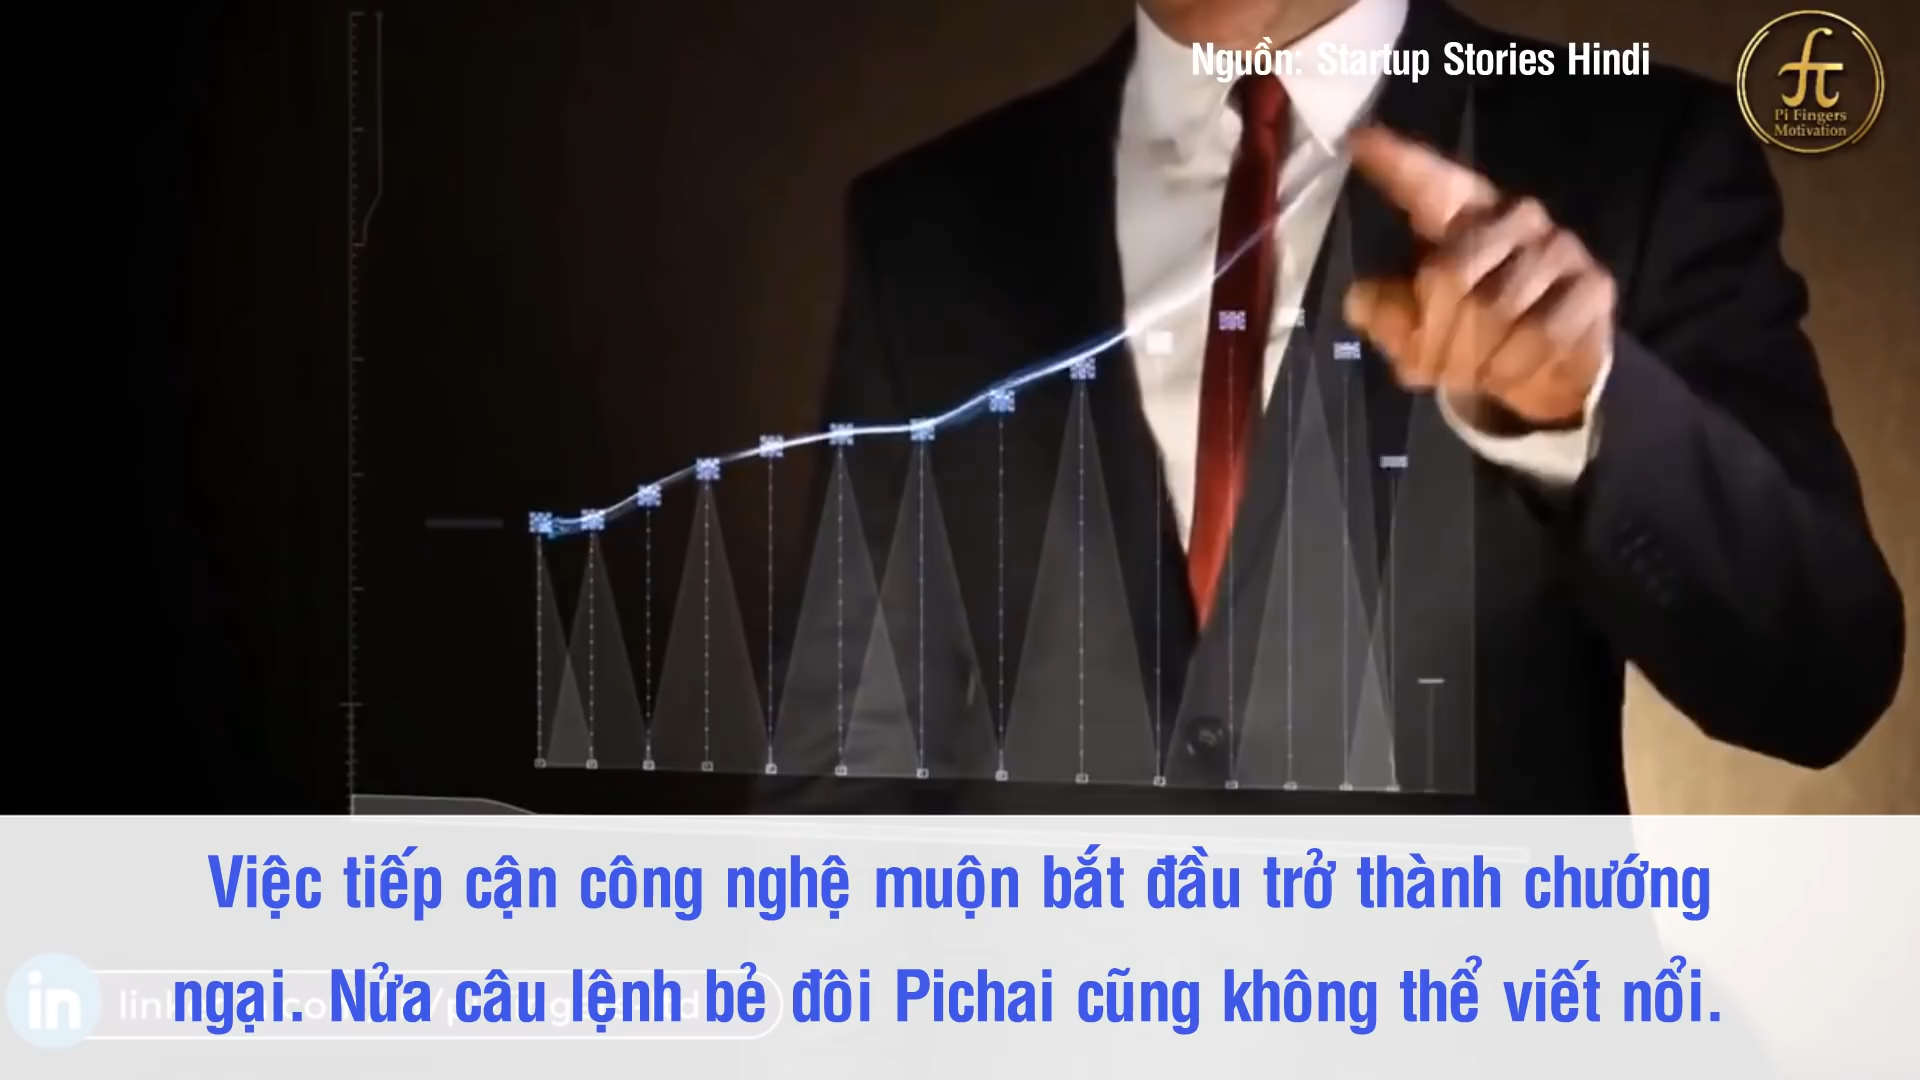 Nguồn: Startup Stories Hindi
Pi Fingers
Motivation
Việc tiếp cận công nghệ muộn bắt đầu trở thành chướng
ngại. Nửa câu lệnh bẻ đôi Pichai cũng không thể viết nổi.
in